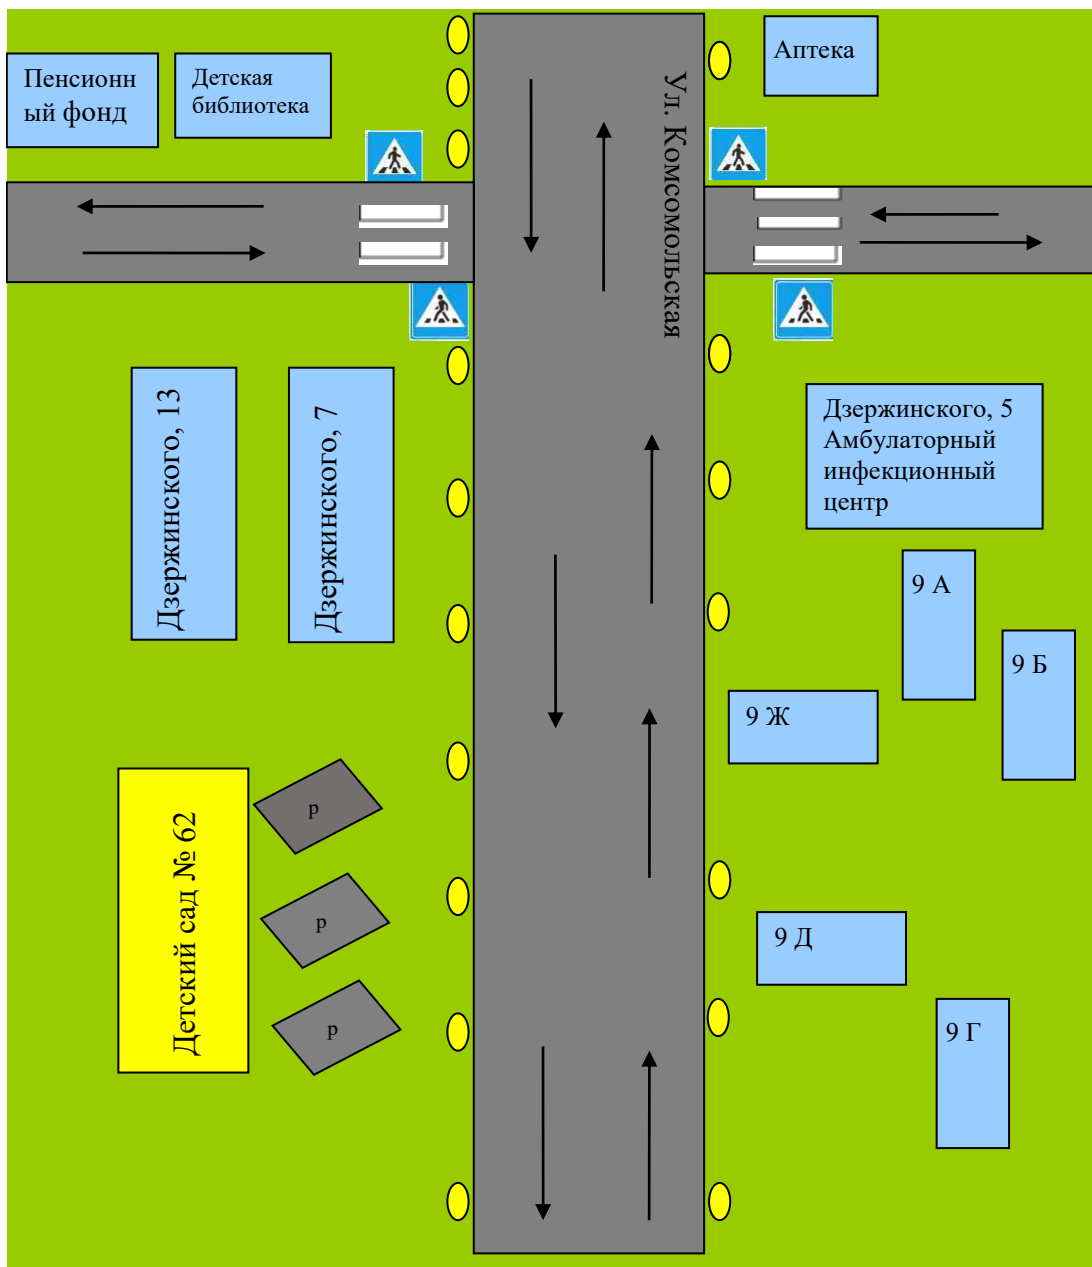 Пенсионн
ый фонд
Детская
библиотека
Аптека
Ул. Комсомольская
Дзержинского, 13
Дзержинского, 7
Дзержинского, 5
Амбулаторный
инфекционный
центр
9 А
9 Б
9 Ж
Детский сад № 62
р
р
р
9 Д
9 Г